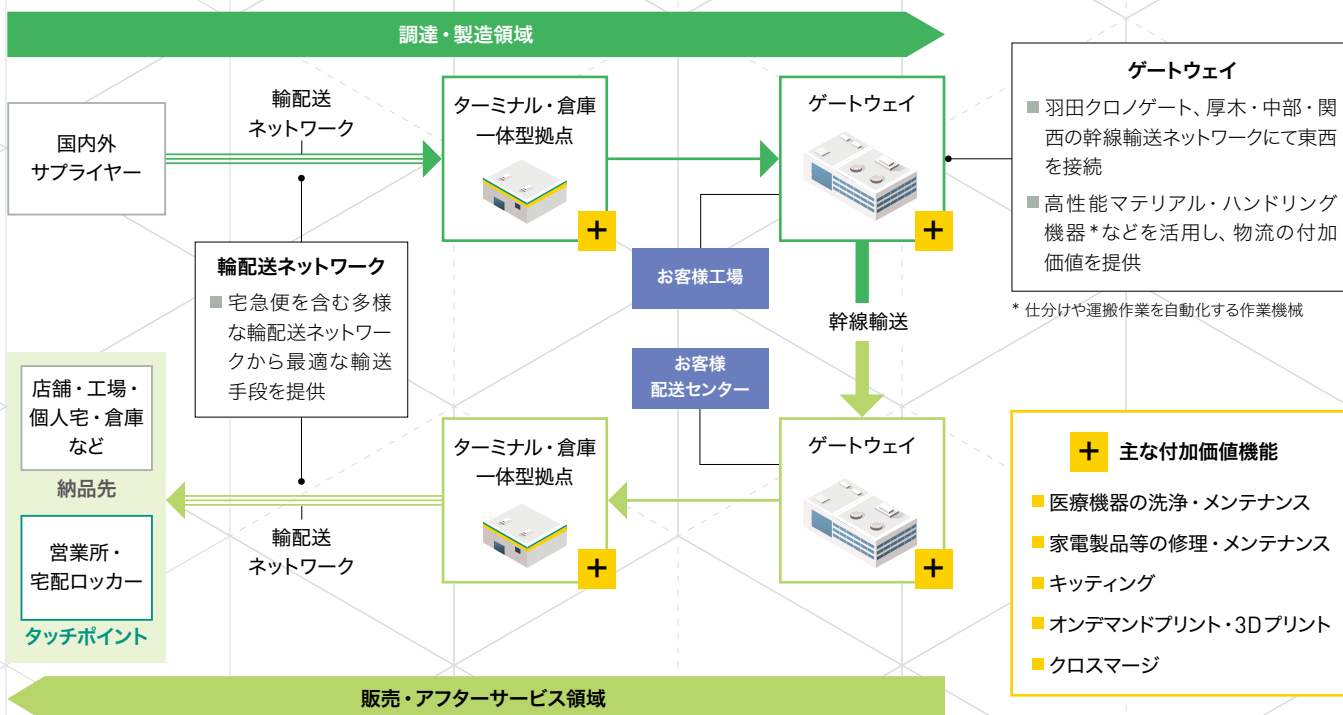 調達・製造領域
国内外
サプライヤー
輸配送
ネットワーク
ターミナル・倉庫
一体型拠点
+
ゲートウェイ
+
ゲートウェイ
■ 羽田クロノゲート、厚木・中部・関
西の幹線輸送ネットワークにて東西
を接続
■ 高性能マテリアル・ハンドリング
機器*などを活用し、物流の付加
価値を提供
* 仕分けや運搬作業を自動化する作業機械
輸配送ネットワーク
■ 宅急便を含む多様
な輸配送ネットワー
クから最適な輸送
手段を提供
お客様工場
幹線輸送
お客様
配送センター
店舗・工場・
個人宅・倉庫
など
納品先
営業所・
宅配ロッカー
タッチポイント
輸配送
ネットワーク
ターミナル・倉庫
一体型拠点
+
ゲートウェイ
+
+ 主な付加価値機能
■ 医療機器の洗浄・メンテナンス
■ 家電製品等の修理・メンテナンス
■ キッティング
■ オンデマンドプリント・3Dプリント
■ クロスマージ
販売・アフターサービス領域